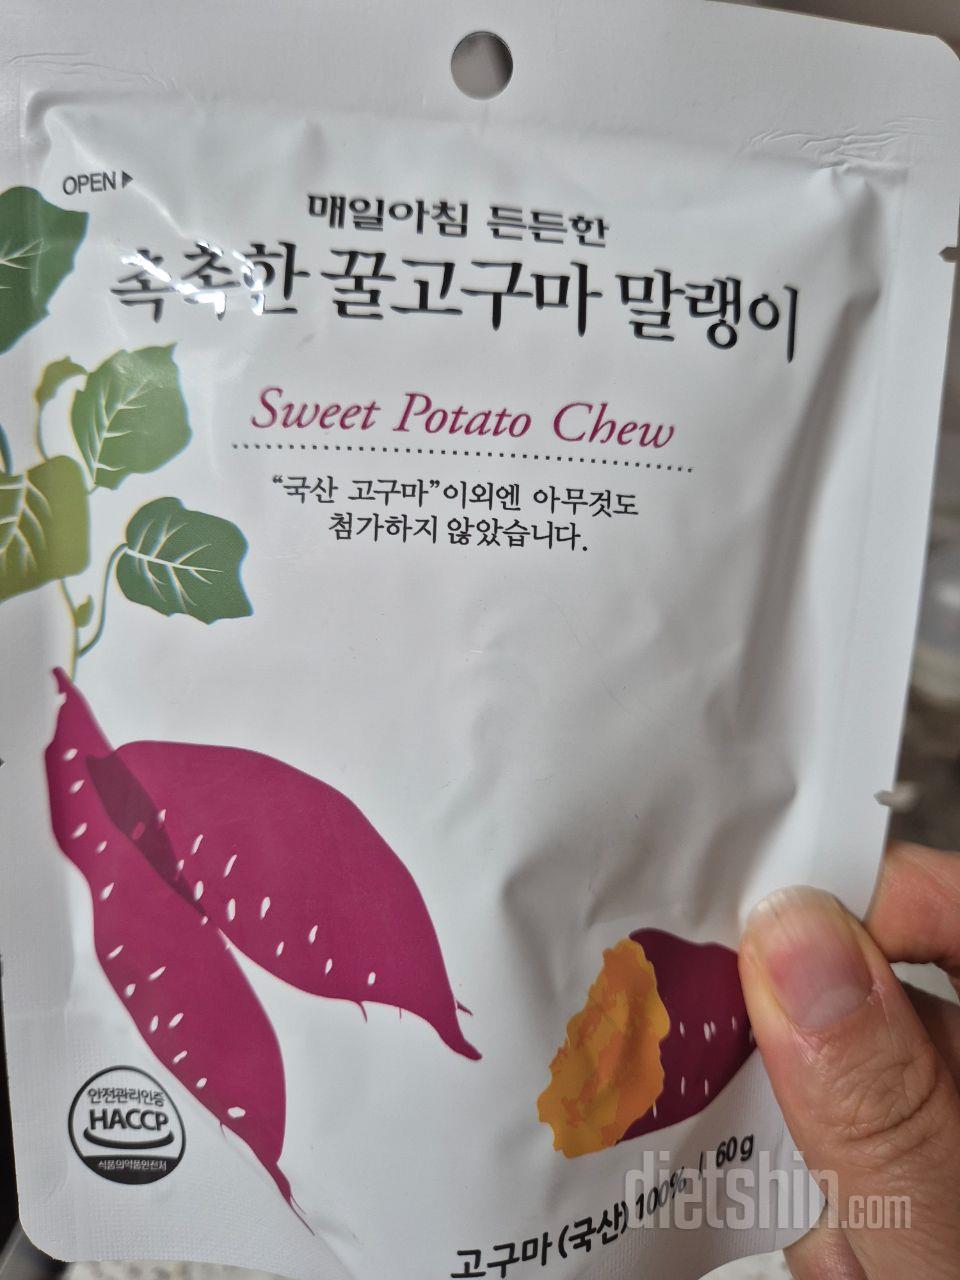 OPEN▶
매일아침 든든한
촉촉한 꿀고구마 말랭이
Sweet Potato Chew
“국산 고구마”이외엔 아무것도
첨가하지 않았습니다.
안전관리인증
HACCP
식품의약품안전처
고구마 (국산) 100% / 60g
dietshin.com